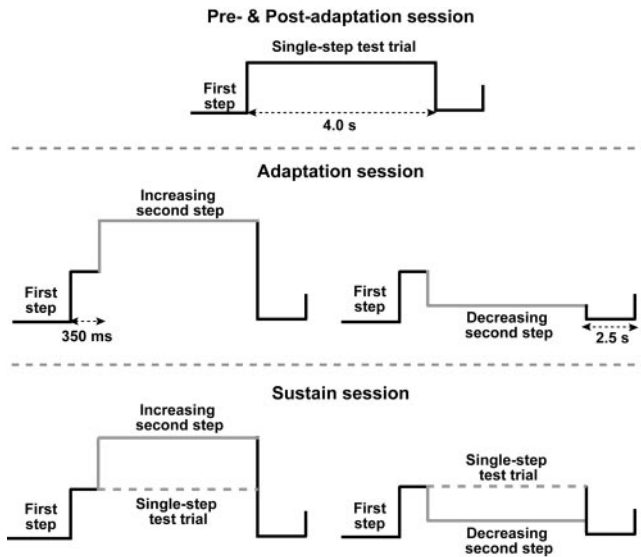 Pre- & Post-adaptation session
Single-step test trial
First
step
4.0 s
Adaptation session
Increasing
second step
First
step
350 ms
First
step
Decreasing
second step
2.5 s
Sustain session
Increasing
second step
First
step
Single-step
test trial
Single-step
test trial
First
step
Decreasing
second step